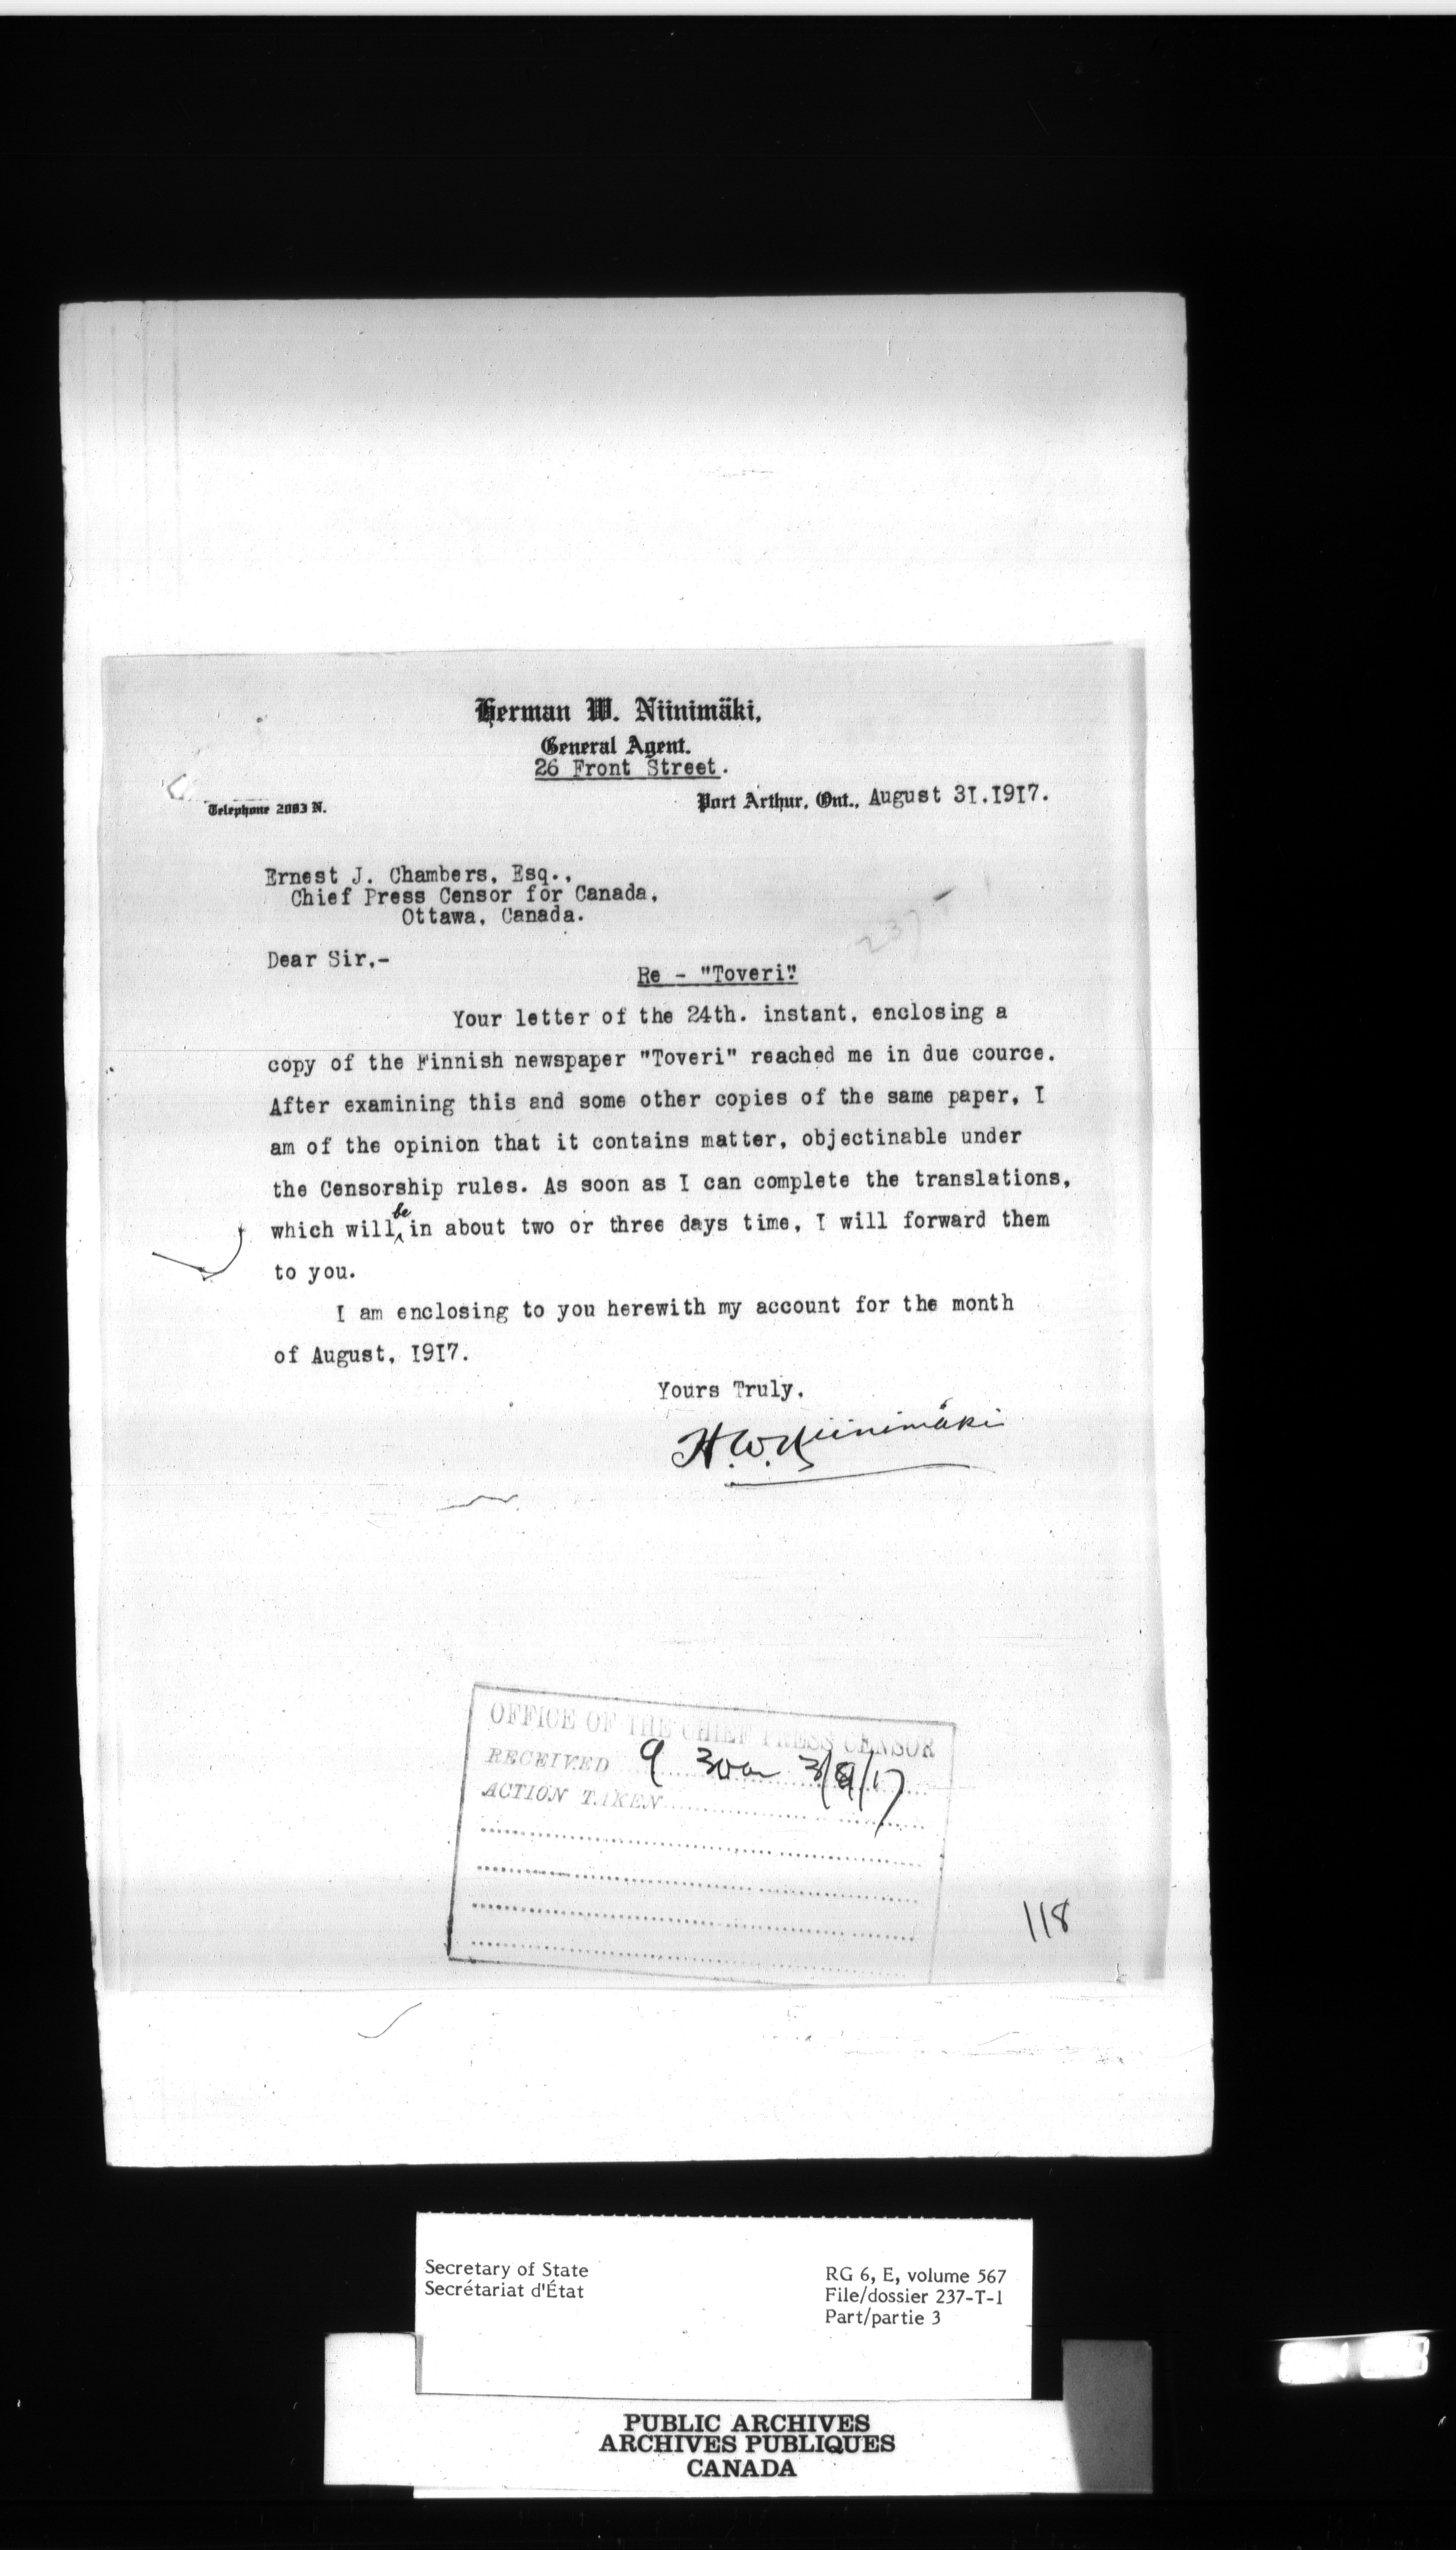 Herman W. Niinimäki,
General Agent.
26 Front Street.
Telephone 2083 N.
Port Arthur, Ont., August 31.1917.
Ernest J. Chambers, Esq.,
Chief Press Censor for Canada,
Ottawa, Canada.
237
Dear Sir,-
Re - "Toveri"
Your letter of the 24th. instant, enclosing a
copy of the Finnish newspaper "Toveri" reached me in due cource.
After examining this and some other copies of the same paper, I
am of the opinion that it contains matter, objectinable under
the Censorship rules. As soon as I can complete the translations,
which will be in about two or three days time, I will forward them
to you.
I am enclosing to you herewith my account for the month
of August, 1917.
Yours Truly,
H.W.Niinimäki
OFFICE OF THE CHIEF PRESS CENSOR
RECEIVED 9 30 am 3/9/17
ACTION TAKEN
118
Secretary of State
Secrétariat d'État
RG 6, E, volume 567
File/dossier 237-T-1
Part/partie 3
PUBLIC ARCHIVES
ARCHIVES PUBLIQUES
CANADA